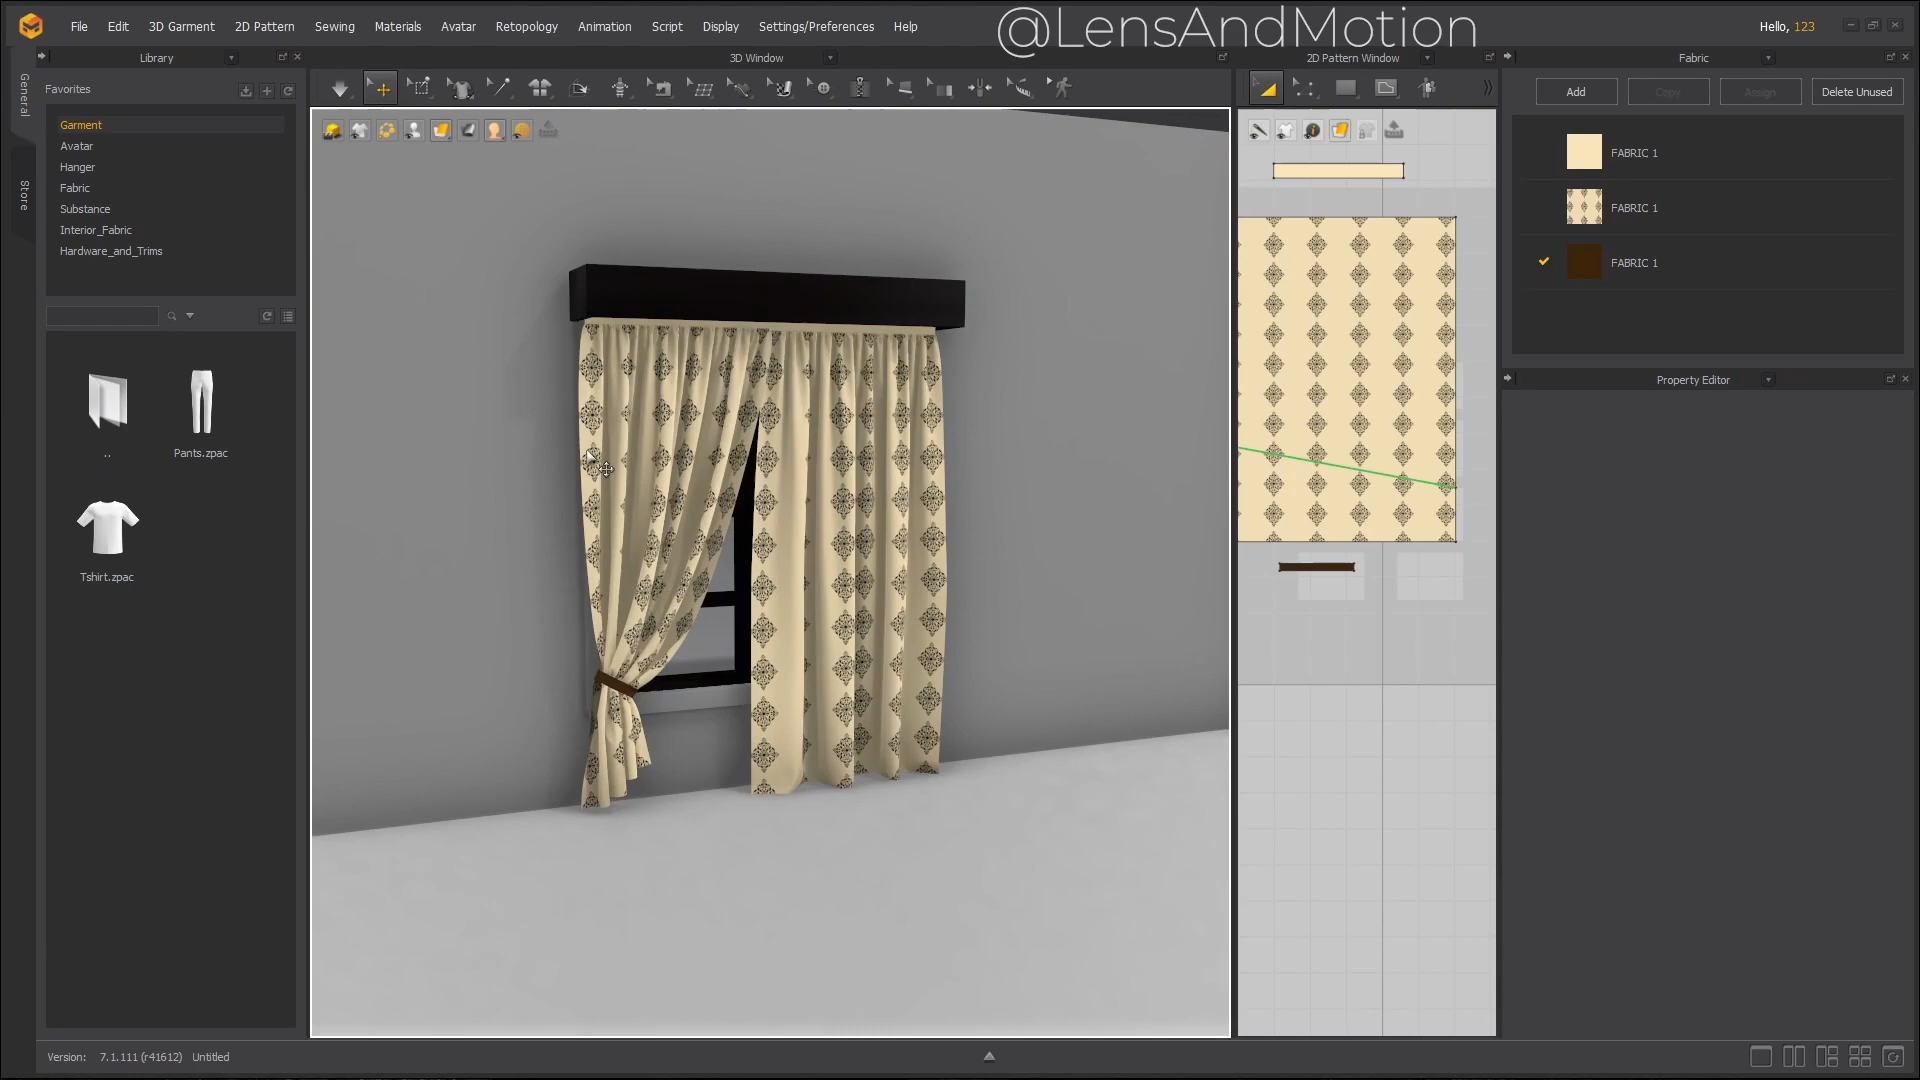 File Edit 3D Garment 2D Pattern Sewing Materials Avatar Retopology Animation Script Display Settings/Preferences Help
@LensAndMotion
Hello, 123
Library
3D Window
2D Pattern Window
Fabric
General
Store
Favorites
Garment
Avatar
Hanger
Fabric
Substance
Interior_Fabric
Hardware_and_Trims
..
Pants.zpac
Tshirt.zpac
Add Copy Assign Delete Unused
FABRIC 1
FABRIC 1
FABRIC 1
Property Editor
Version: 7.1.111 (r41612) Untitled